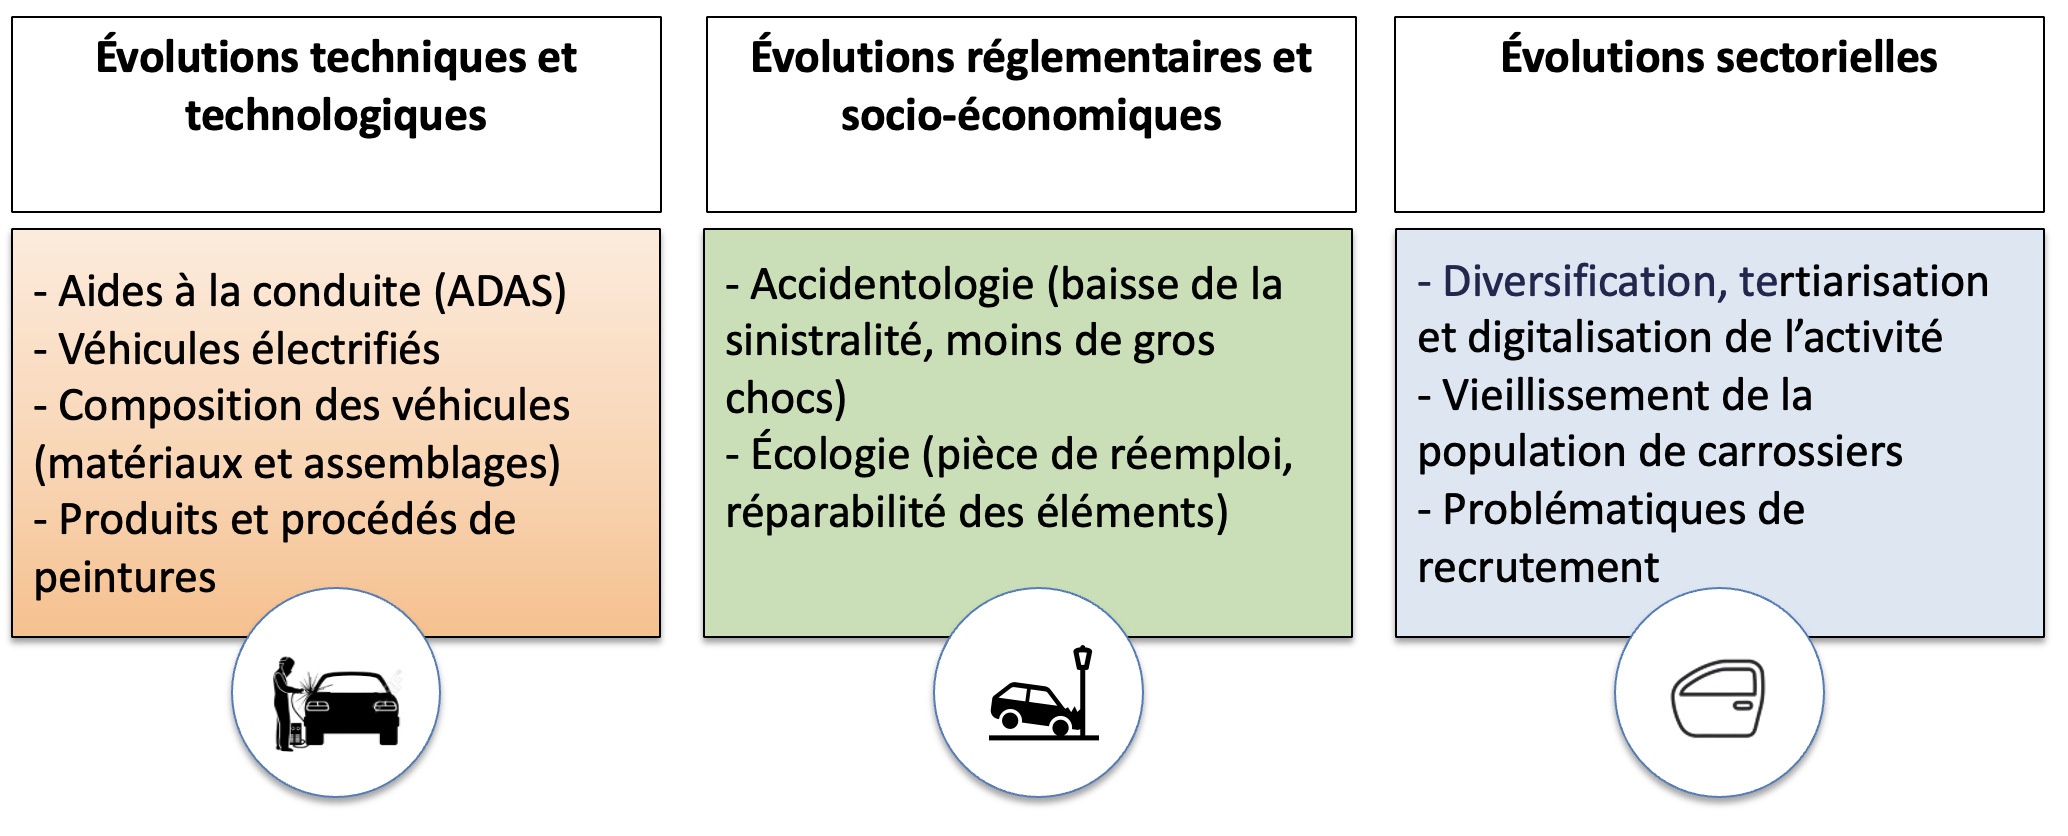 Évolutions techniques et
technologiques
Évolutions réglementaires et
socio-économiques
Évolutions sectorielles
- Aides à la conduite (ADAS)
- Véhicules électrifiés
- Composition des véhicules
(matériaux et assemblages)
- Produits et procédés de
peintures
- Accidentologie (baisse de la
sinistralité, moins de gros
chocs)
- Écologie (pièce de réemploi,
réparabilité des éléments)
- Diversification, tertiarisation
et digitalisation de l’activité
- Vieillissement de la
population de carrossiers
- Problématiques de
recrutement